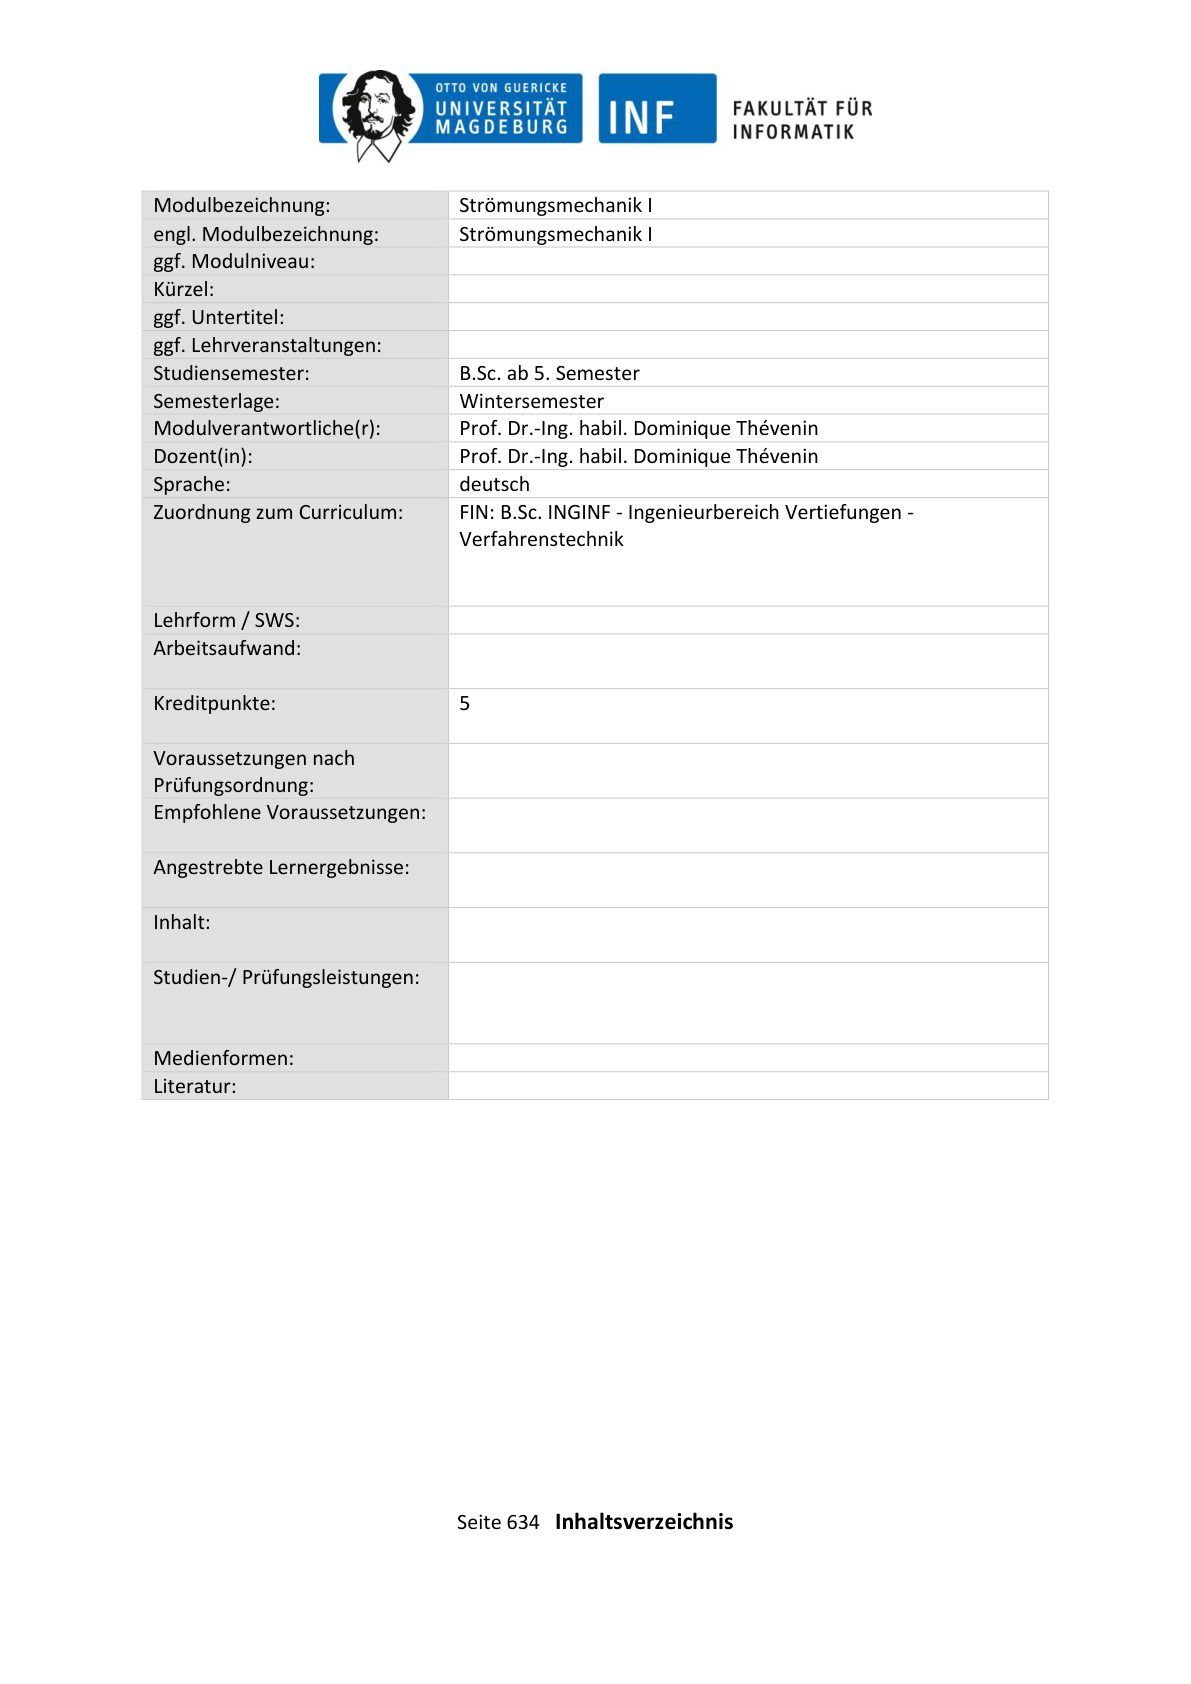 OTTO VON GUERICKE
UNIVERSITÄT
MAGDEBURG
INF
FAKULTÄT FÜR
INFORMATIK
Modulbezeichnung: Strömungsmechanik I
engl. Modulbezeichnung: Strömungsmechanik I
ggf. Modulniveau:
Kürzel:
ggf. Untertitel:
ggf. Lehrveranstaltungen:
Studiensemester: B.Sc. ab 5. Semester
Semesterlage: Wintersemester
Modulverantwortliche(r): Prof. Dr.-Ing. habil. Dominique Thévenin
Dozent(in): Prof. Dr.-Ing. habil. Dominique Thévenin
Sprache: deutsch
Zuordnung zum Curriculum: FIN: B.Sc. INGINF - Ingenieurbereich Vertiefungen -
Verfahrenstechnik
Lehrform / SWS:
Arbeitsaufwand:
Kreditpunkte: 5
Voraussetzungen nach
Prüfungsordnung:
Empfohlene Voraussetzungen:
Angestrebte Lernergebnisse:
Inhalt:
Studien-/ Prüfungsleistungen:
Medienformen:
Literatur:
Seite 634 Inhaltsverzeichnis